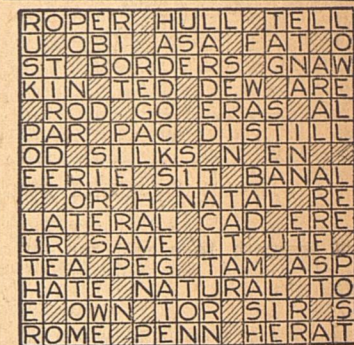 ROPER HULL TELL
U OBI ASA FAT O
ST BORDERS GNAW
KIN TED DEW ARE
ROD GO ERAS AL
PAR PAC DISTILL
OD SILKS N EN
EERIE SIT BANAL
OR H NATAL RE
LATERAL CAD ERE
UR SAVE IT UTE
TEA PEG TAM ASP
HATE NATURAL TO
E OWN TOR SIR S
ROME PENN HERAT